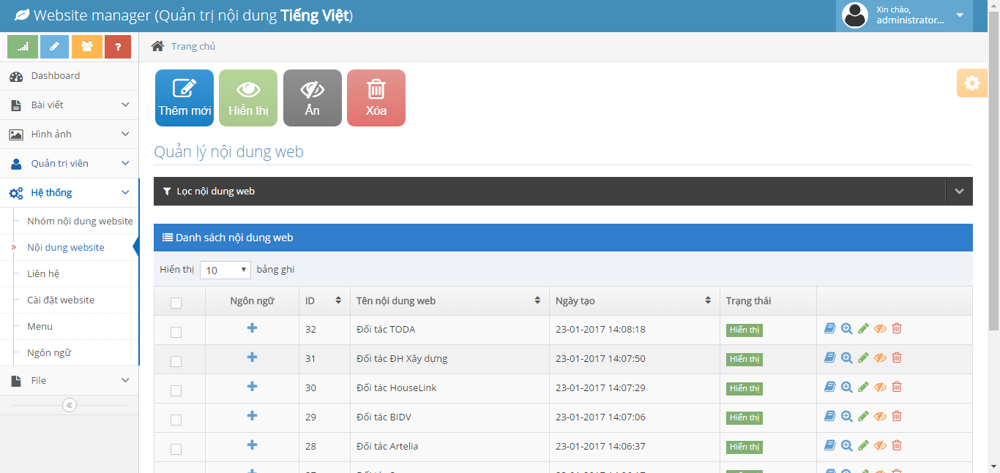 Website manager (Quản trị nội dung Tiếng Việt)
Xin chào,
administrator...
?
Trang chủ
Dashboard
Bài viết
Hình ảnh
Quản trị viên
Hệ thống
Nhóm nội dung website
Nội dung website
Liên hệ
Cài đặt website
Menu
Ngôn ngữ
File
Thêm mới
Hiển thị
Ẩn
Xóa
Quản lý nội dung web
Lọc nội dung web
Danh sách nội dung web
Hiển thị 10 bảng ghi
Ngôn ngữ ID Tên nội dung web Ngày tạo Trạng thái
32 Đối tác TODA 23-01-2017 14:08:18 Hiển thị
31 Đối tác ĐH Xây dựng 23-01-2017 14:07:50 Hiển thị
30 Đối tác HouseLink 23-01-2017 14:07:29 Hiển thị
29 Đối tác BIDV 23-01-2017 14:07:06 Hiển thị
28 Đối tác Artelia 23-01-2017 14:06:37 Hiển thị